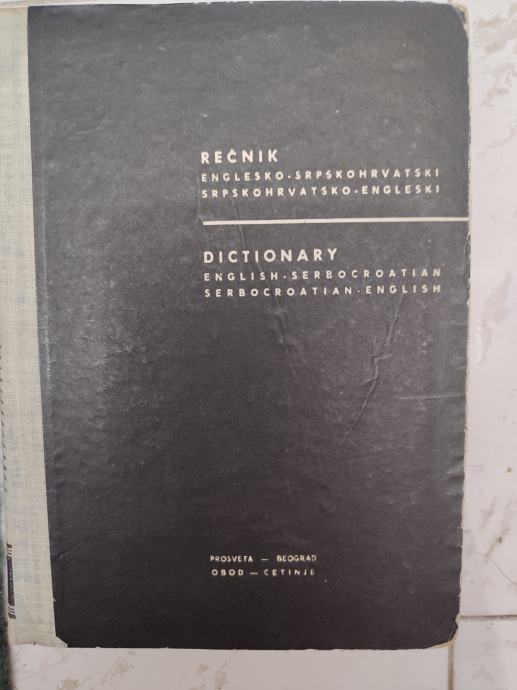 REČNIK
ENGLESKO-SRPSKOHRVATSKI
SRPSKOHRVATSKO-ENGLESKI
DICTIONARY
ENGLISH-SERBOCROATIAN
SERBOCROATIAN-ENGLISH
PROSVETA — BEOGRAD
OBOD — CETINJE